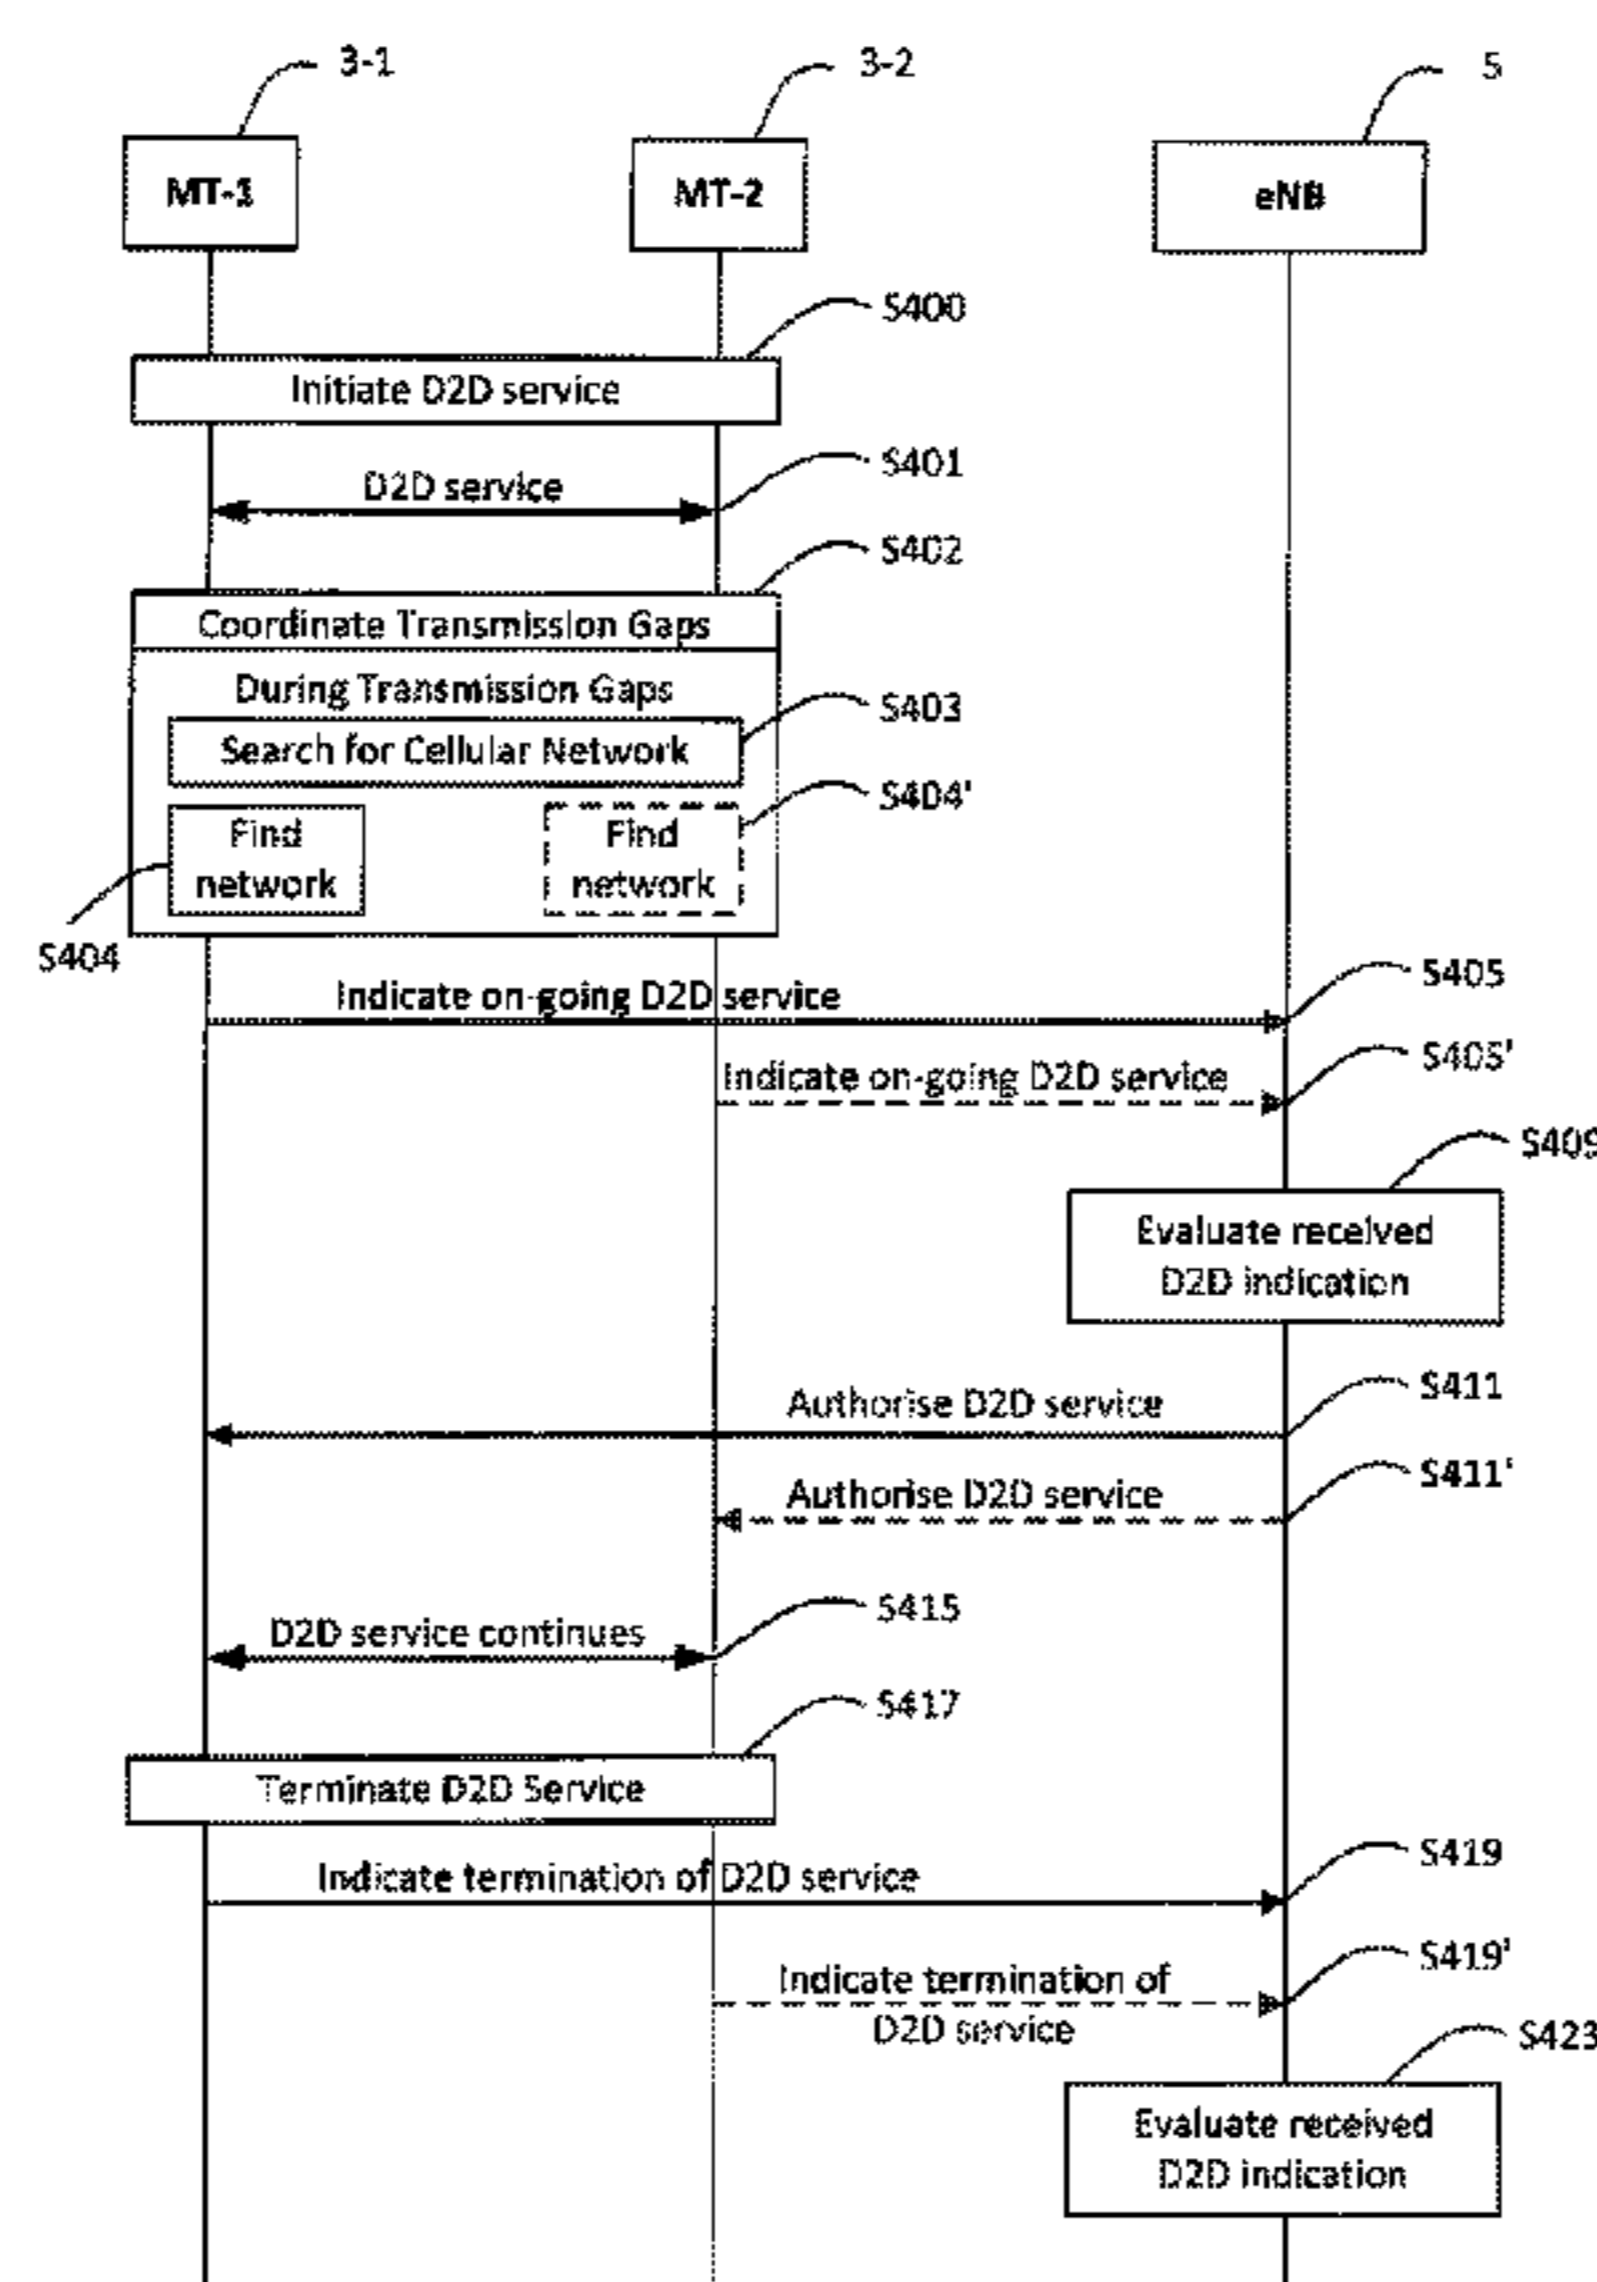 3-1
3-2
5
MT-1
MT-2
eNB
S400
Initiate D2D service
S401
D2D service
S402
Coordinate Transmission Gaps
During Transmission Gaps
S403
Search for Cellular Network
S404'
Find
network
Find
network
S404
S405
Indicate on-going D2D service
S405'
Indicate on-going D2D service
S409
Evaluate received
D2D indication
S411
Authorise D2D service
S411'
Authorise D2D service
S415
D2D service continues
S417
Terminate D2D Service
S419
Indicate termination of D2D service
S419'
Indicate termination of
D2D service
S423
Evaluate received
D2D indication